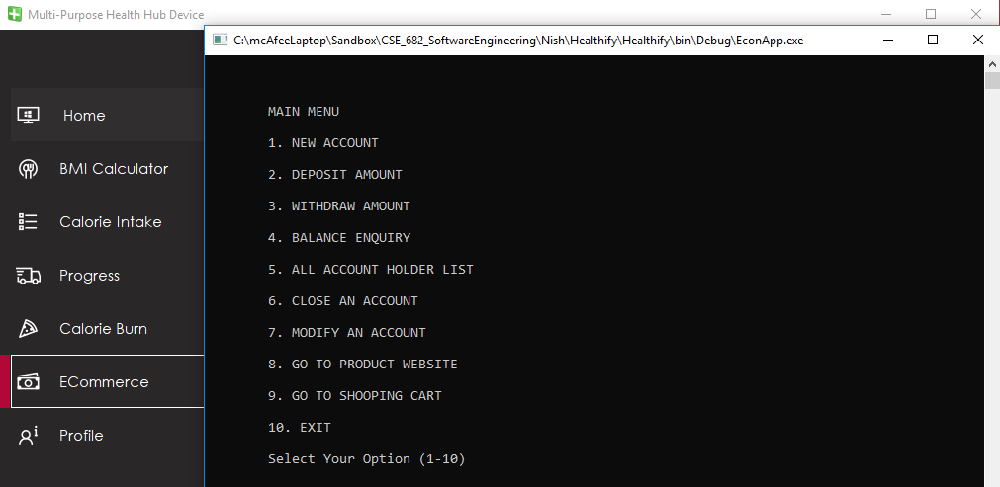 Multi-Purpose Health Hub Device
C:\mcAfeeLaptop\Sandbox\CSE_682_SoftwareEngineering\Nish\Healthify\Healthify\bin\Debug\EconApp.exe
Home
BMI Calculator
Calorie Intake
Progress
Calorie Burn
ECommerce
Profile
MAIN MENU
1. NEW ACCOUNT
2. DEPOSIT AMOUNT
3. WITHDRAW AMOUNT
4. BALANCE ENQUIRY
5. ALL ACCOUNT HOLDER LIST
6. CLOSE AN ACCOUNT
7. MODIFY AN ACCOUNT
8. GO TO PRODUCT WEBSITE
9. GO TO SHOOPING CART
10. EXIT
Select Your Option (1-10)